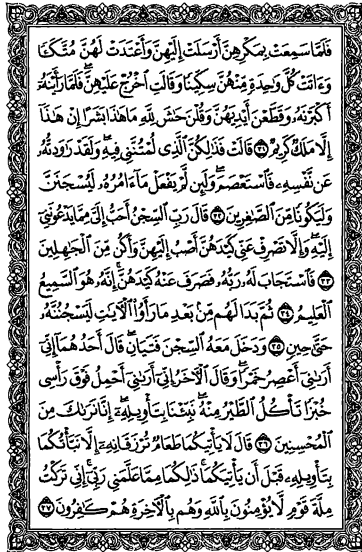 فَلَمَّا سَمِعَتْ بِمَكْرِهِنَّ أَرْسَلَتْ إِلَيْهِنَّ وَأَعْتَدَتْ لَهُنَّ مُتَّكَـًٔا
وَءَاتَتْ كُلَّ وَٰحِدَةٍ مِّنْهُنَّ سِكِّينًا وَقَالَتِ ٱخْرُجْ عَلَيْهِنَّ ۖ فَلَمَّا رَأَيْنَهُۥٓ
أَكْبَرْنَهُۥ وَقَطَّعْنَ أَيْدِيَهُنَّ وَقُلْنَ حَٰشَ لِلَّهِ مَا هَٰذَا بَشَرًا إِنْ هَٰذَآ
إِلَّا مَلَكٌ كَرِيمٌ ٣١ قَالَتْ فَذَٰلِكُنَّ ٱلَّذِى لُمْتُنَّنِى فِيهِ ۖ وَلَقَدْ رَٰوَدتُّهُۥ
عَن نَّفْسِهِۦ فَٱسْتَعْصَمَ ۖ وَلَئِن لَّمْ يَفْعَلْ مَآ ءَامُرُهُۥ لَيُسْجَنَنَّ
وَلَيَكُونًا مِّنَ ٱلصَّٰغِرِينَ ٣٢ قَالَ رَبِّ ٱلسِّجْنُ أَحَبُّ إِلَىَّ مِمَّا يَدْعُونَنِىٓ
إِلَيْهِ ۖ وَإِلَّا تَصْرِفْ عَنِّى كَيْدَهُنَّ أَصْبُ إِلَيْهِنَّ وَأَكُن مِّنَ ٱلْجَٰهِلِينَ
٣٣ فَٱسْتَجَابَ لَهُۥ رَبُّهُۥ فَصَرَفَ عَنْهُ كَيْدَهُنَّ ۚ إِنَّهُۥ هُوَ ٱلسَّمِيعُ
ٱلْعَلِيمُ ٣٤ ثُمَّ بَدَا لَهُم مِّنۢ بَعْدِ مَا رَأَوُا۟ ٱلْءَايَٰتِ لَيَسْجُنُنَّهُۥ
حَتَّىٰ حِينٍ ٣٥ وَدَخَلَ مَعَهُ ٱلسِّجْنَ فَتَيَانِ ۖ قَالَ أَحَدُهُمَآ إِنِّىٓ
أَرَىٰنِىٓ أَعْصِرُ خَمْرًا ۖ وَقَالَ ٱلْءَاخَرُ إِنِّىٓ أَرَىٰنِىٓ أَحْمِلُ فَوْقَ رَأْسِى
خُبْزًا تَأْكُلُ ٱلطَّيْرُ مِنْهُ ۖ نَبِّئْنَا بِتَأْوِيلِهِۦٓ ۖ إِنَّا نَرَىٰكَ مِنَ
ٱلْمُحْسِنِينَ ٣٦ قَالَ لَا يَأْتِيكُمَا طَعَامٌ تُرْزَقَانِهِۦٓ إِلَّا نَبَّأْتُكُمَا
بِتَأْوِيلِهِۦ قَبْلَ أَن يَأْتِيَكُمَا ۚ ذَٰلِكُمَا مِمَّا عَلَّمَنِى رَبِّىٓ ۚ إِنِّى تَرَكْتُ
مِلَّةَ قَوْمٍ لَّا يُؤْمِنُونَ بِٱللَّهِ وَهُم بِٱلْءَاخِرَةِ هُمْ كَٰفِرُونَ ٣٧